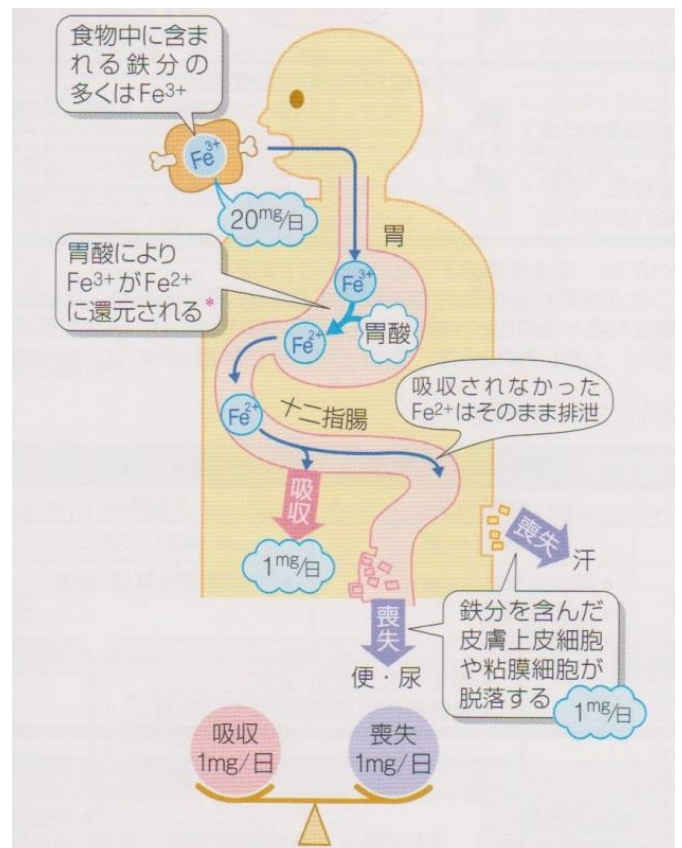 食物中に含ま
れる鉄分の
多くはFe³⁺
Fe³⁺
20mg/日
胃酸により
Fe³⁺がFe²⁺
に還元される*
胃
Fe³⁺
Fe²⁺
胃酸
Fe²⁺
十二指腸
吸収されなかった
Fe²⁺はそのまま排泄
吸収
1mg/日
喪失
汗
喪失
便・尿
鉄分を含んだ
皮膚上皮細胞
や粘膜細胞が
脱落する
1mg/日
吸収
1mg/日
喪失
1mg/日